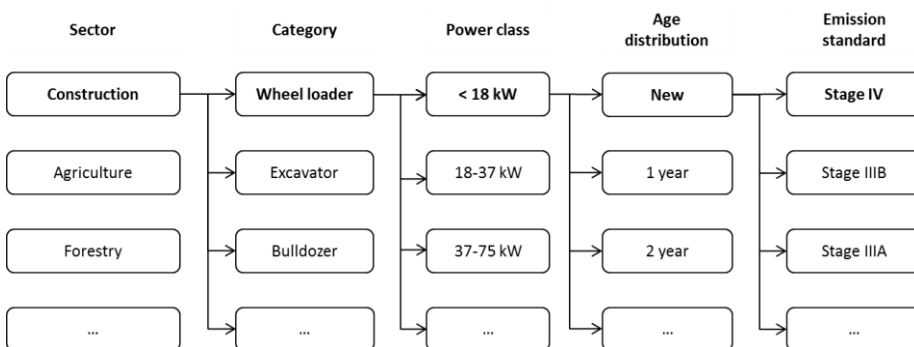 Sector
Category
Power class
Age
distribution
Emission
standard
Construction
Wheel loader
< 18 kW
New
Stage IV
Agriculture
Excavator
18-37 kW
1 year
Stage IIIB
Forestry
Bulldozer
37-75 kW
2 year
Stage IIIA
...
...
...
...
...